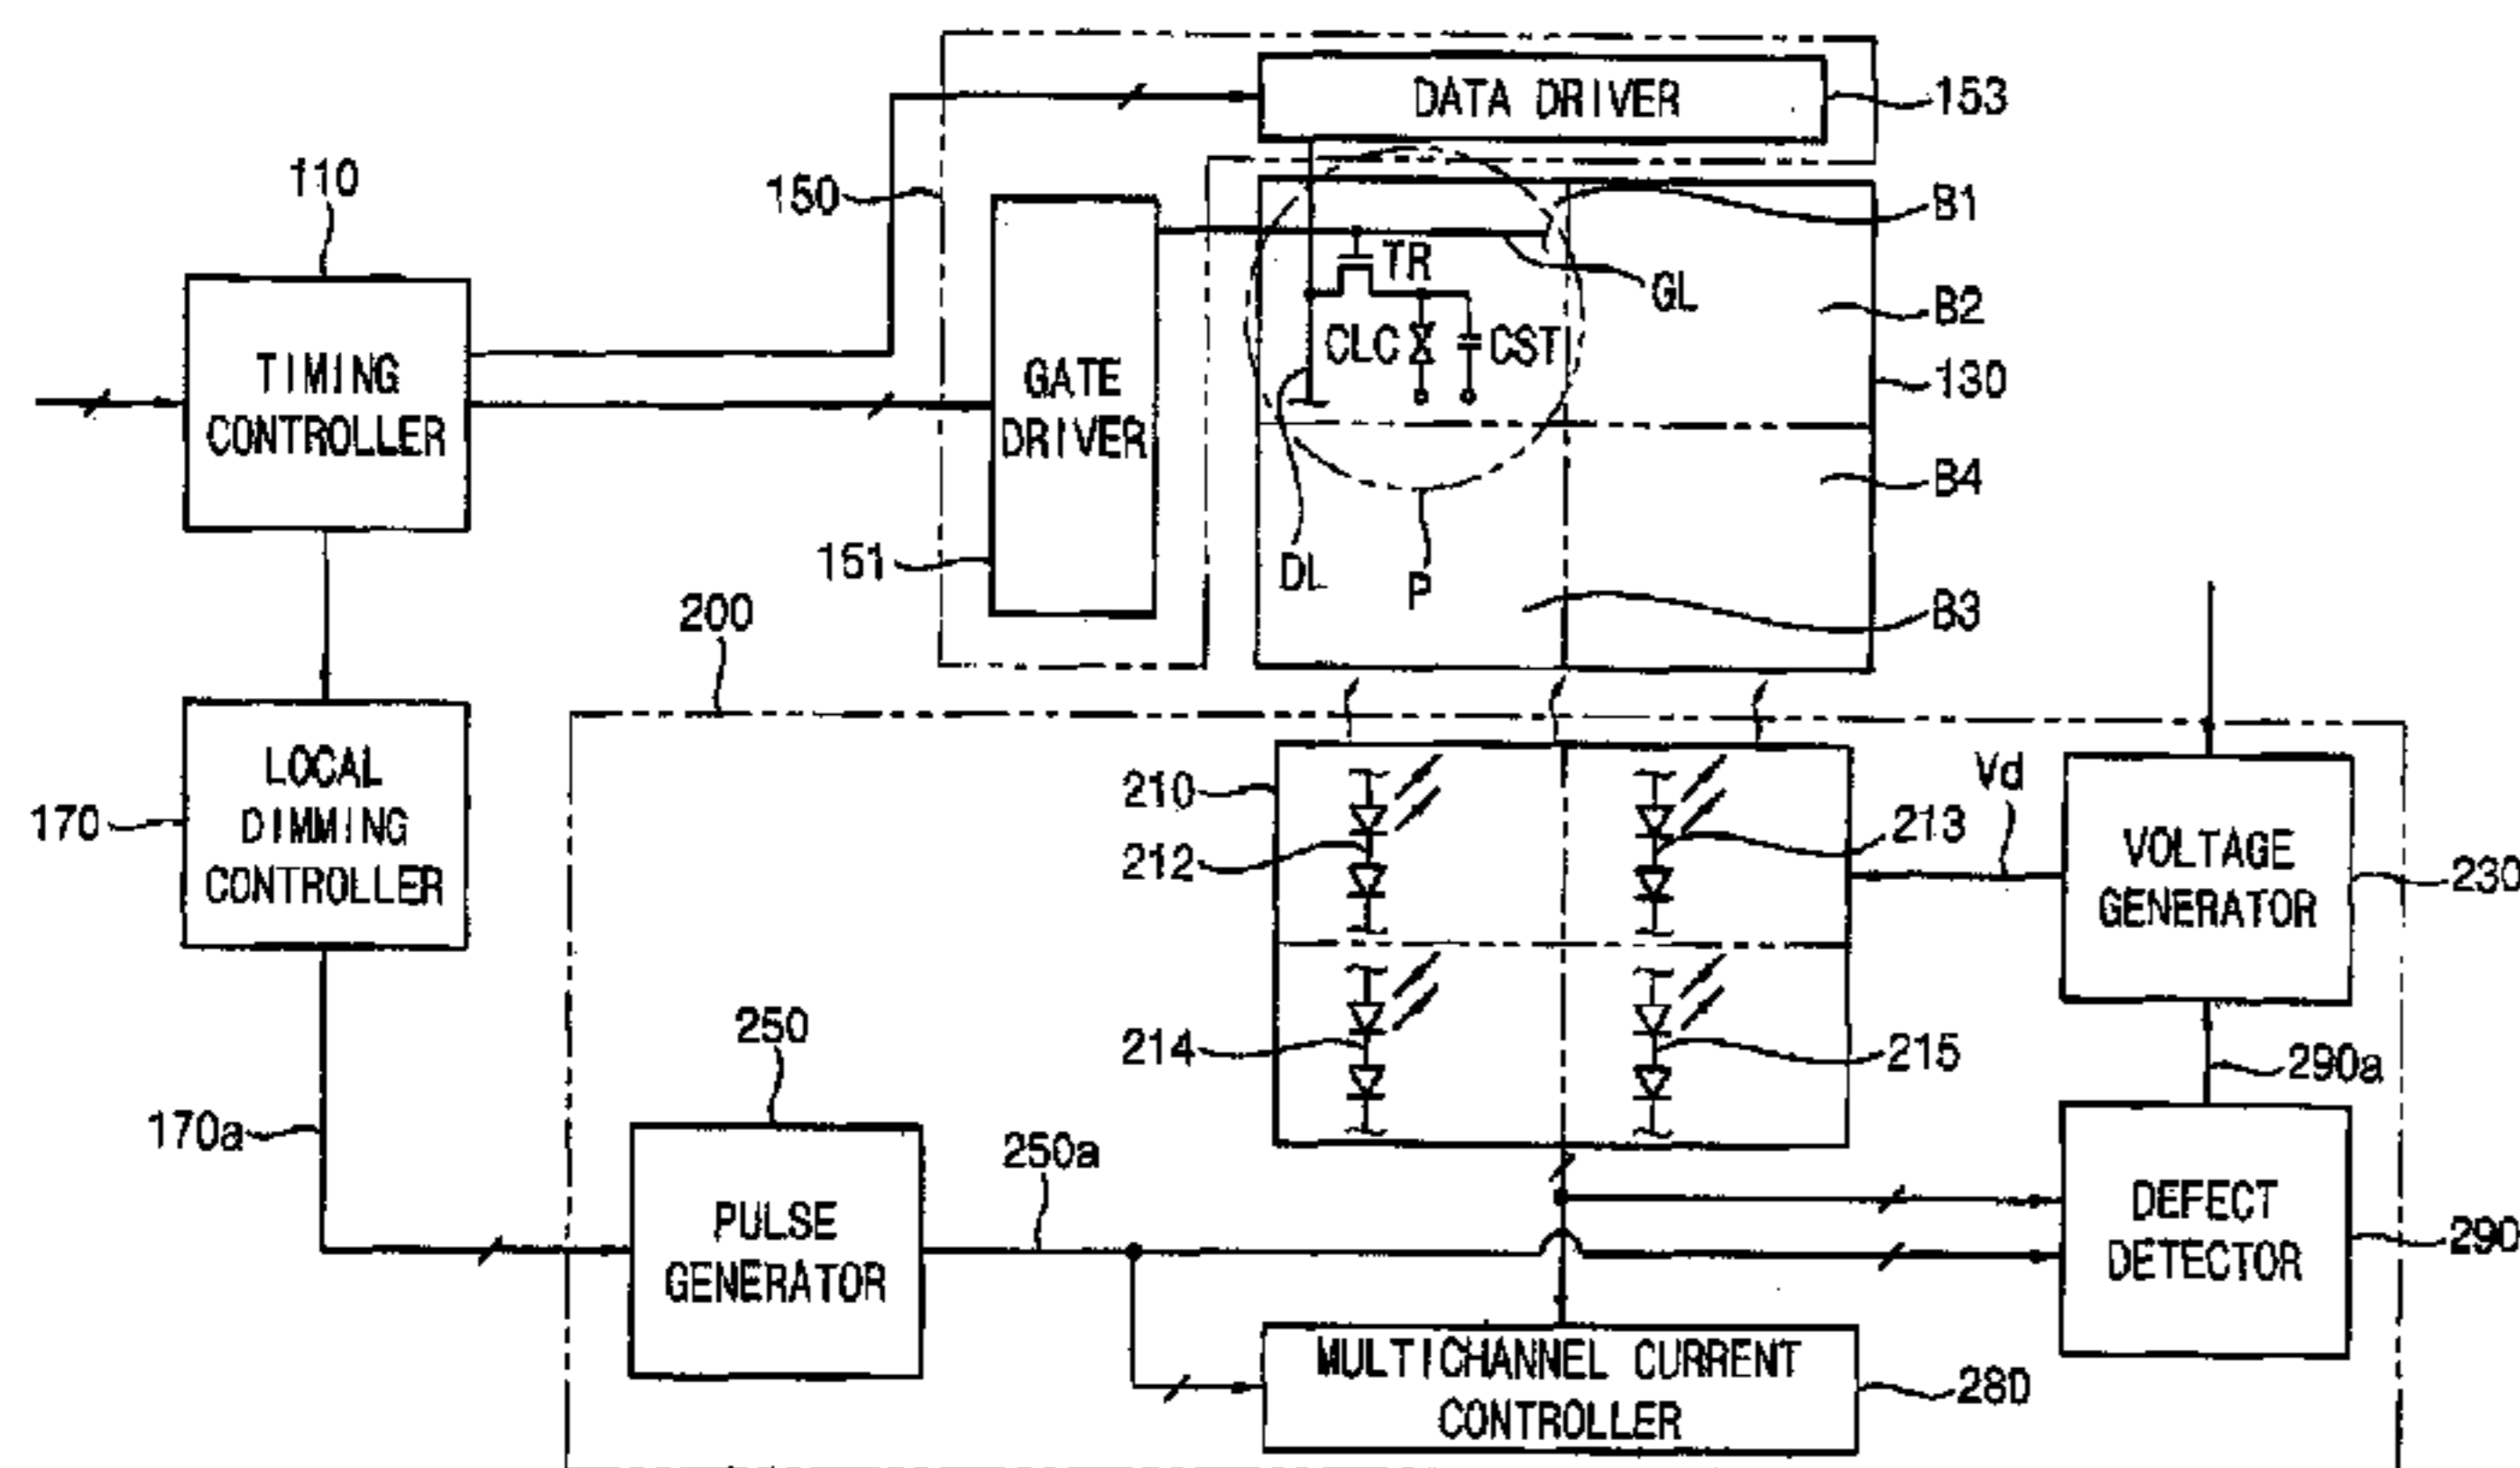 DATA DRIVER
153
110
150
B1
TR
GL
B2
TIMING
CONTROLLER
GATE
DRIVER
CLC
CST
130
B4
151
DL
P
200
B3
LOCAL
DIMMING
CONTROLLER
170
210
212
213
Vd
VOLTAGE
GENERATOR
230
214
215
290a
250
170a
250a
PULSE
GENERATOR
DEFECT
DETECTOR
290
MULTICHANNEL CURRENT
CONTROLLER
280